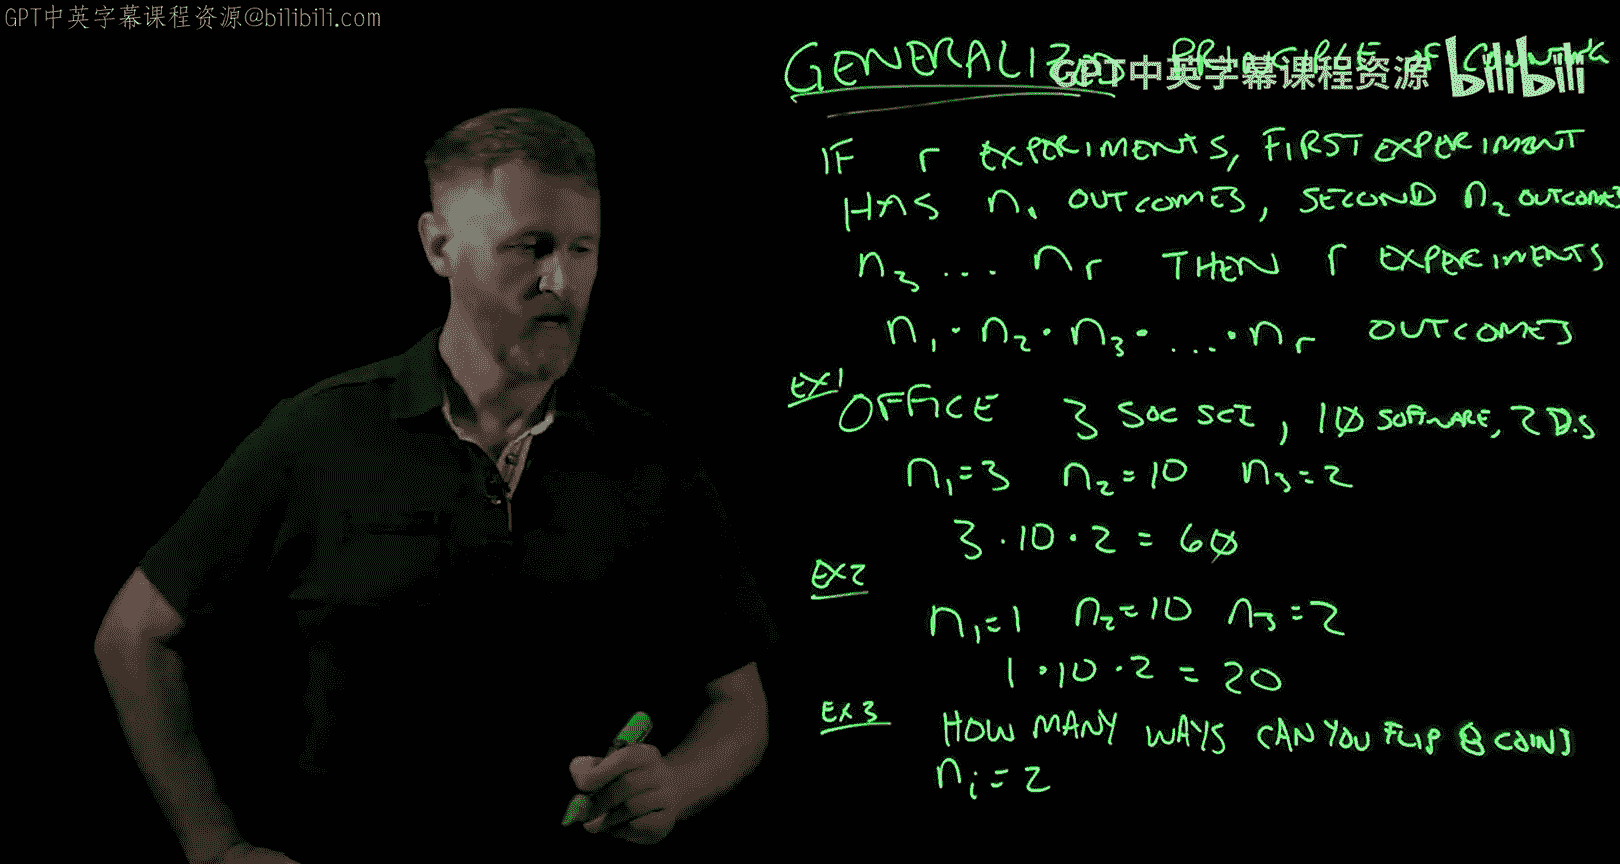 GPT中英字幕课程资源@bilibili.com
GENERALIZED PRINCIPLE OF
GPT中英字幕课程资源 bilibili
IF r EXPERIMENTS, FIRST EXPERIMENT
HAS n₁ OUTCOMES, SECOND n₂ OUTCOMES
n₃ ... nᵣ THEN r EXPERIMENTS
n₁ · n₂ · n₃ · ... · nᵣ OUTCOMES
EX1 OFFICE 3 SOC SCI, 10 SOFTWARE, 2 D.S
n₁=3 n₂=10 n₃=2
3 · 10 · 2 = 60
EX2
n₁=1 n₂=10 n₃=2
1 · 10 · 2 = 20
EX3 HOW MANY WAYS CAN YOU FLIP 8 COINS
nᵢ=2